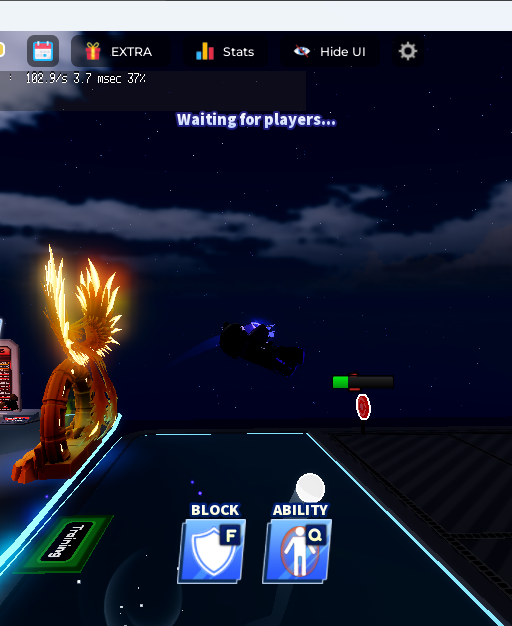 EXTRA
Stats
Hide UI
: 102.9/s 3.7 msec 37%
Waiting for players...
BLOCK
ABILITY
F
Q
Training